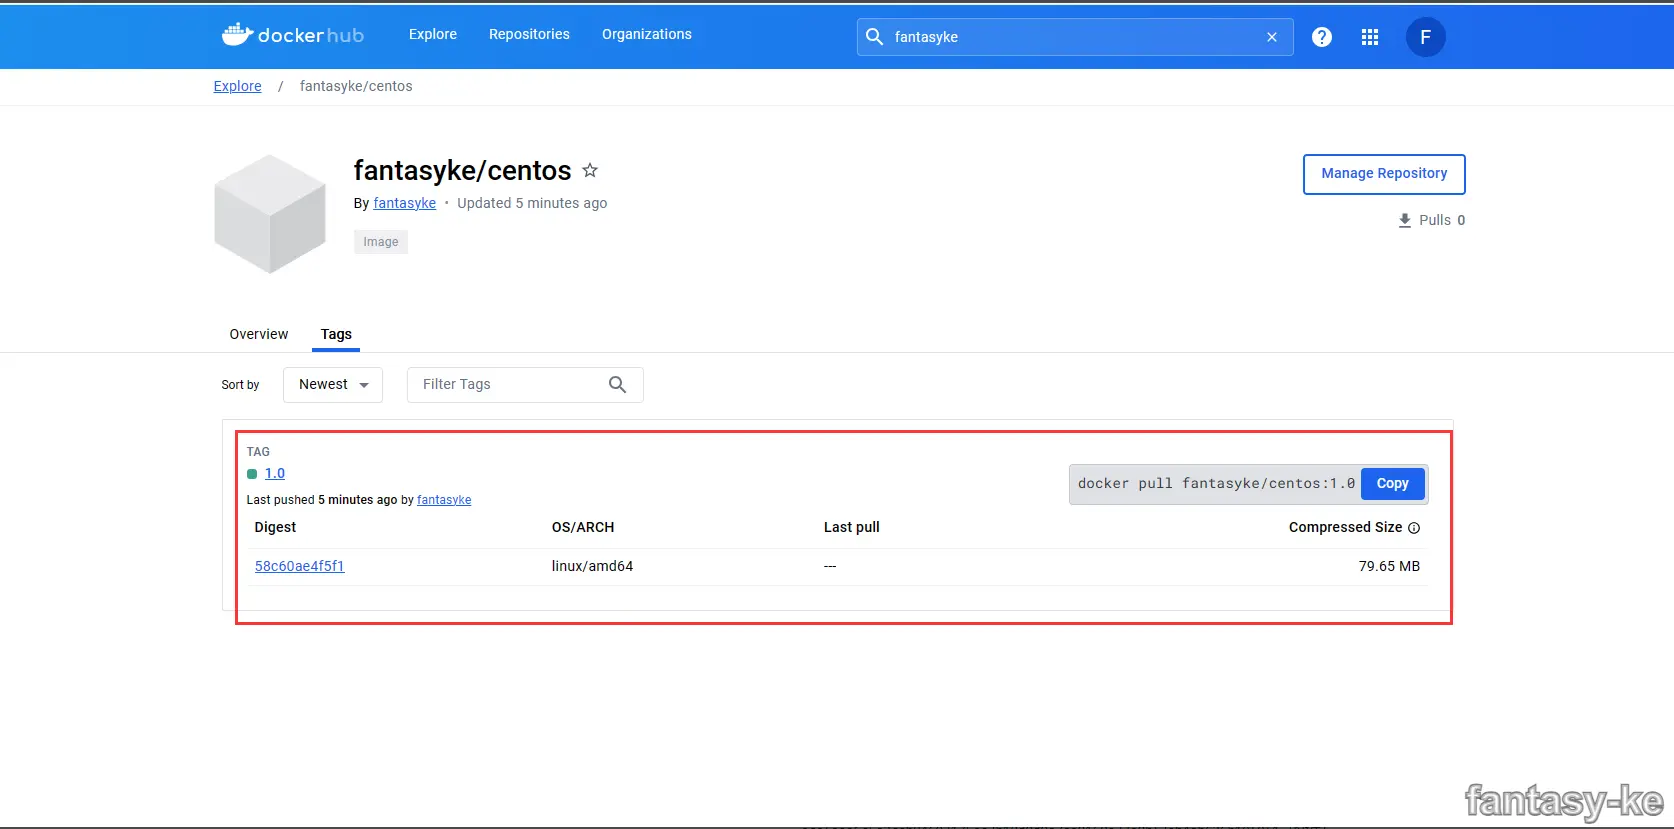 docker hub Explore Repositories Organizations fantasyke × ? F
Explore / fantasyke/centos
fantasyke/centos
Manage Repository
By fantasyke • Updated 5 minutes ago
Pulls 0
Image
Overview Tags
Sort by Newest Filter Tags
TAG
1.0
docker pull fantasyke/centos:1.0 Copy
Last pushed 5 minutes ago by fantasyke
Digest OS/ARCH Last pull Compressed Size
58c60ae4f5f1 linux/amd64 --- 79.65 MB
fantasy-ke